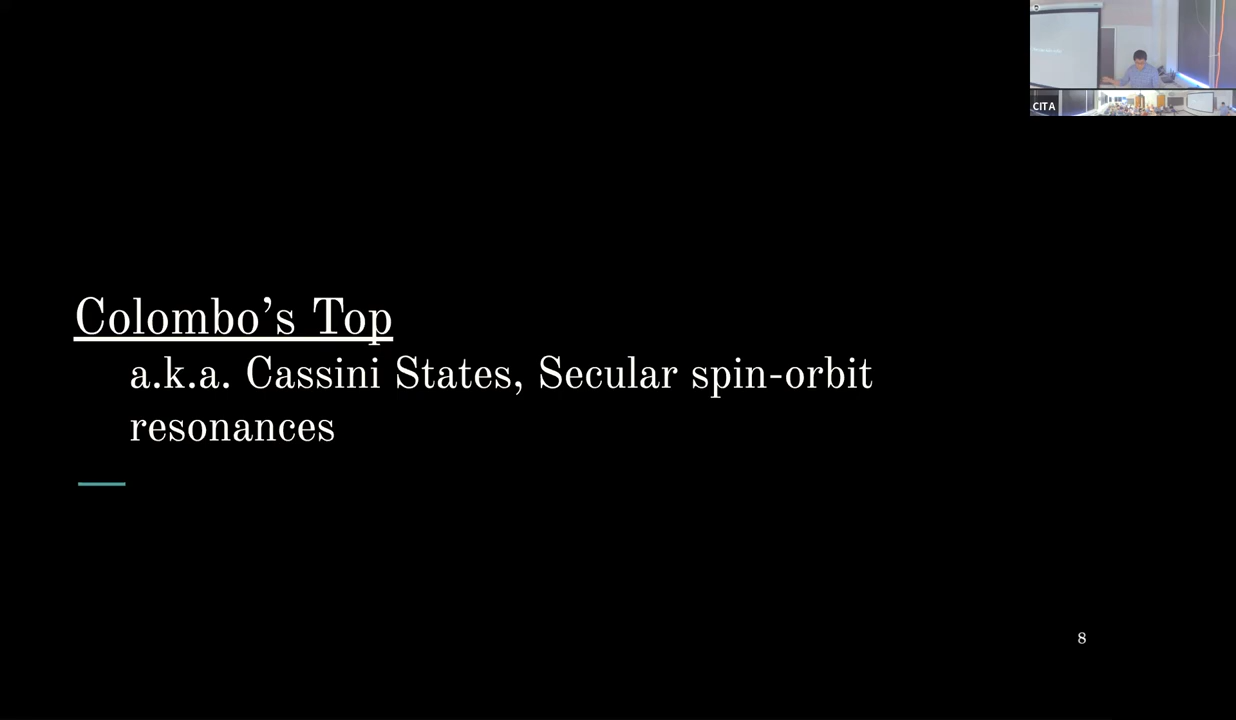 CITA
Colombo's Top
a.k.a. Cassini States, Secular spin-orbit
resonances
8